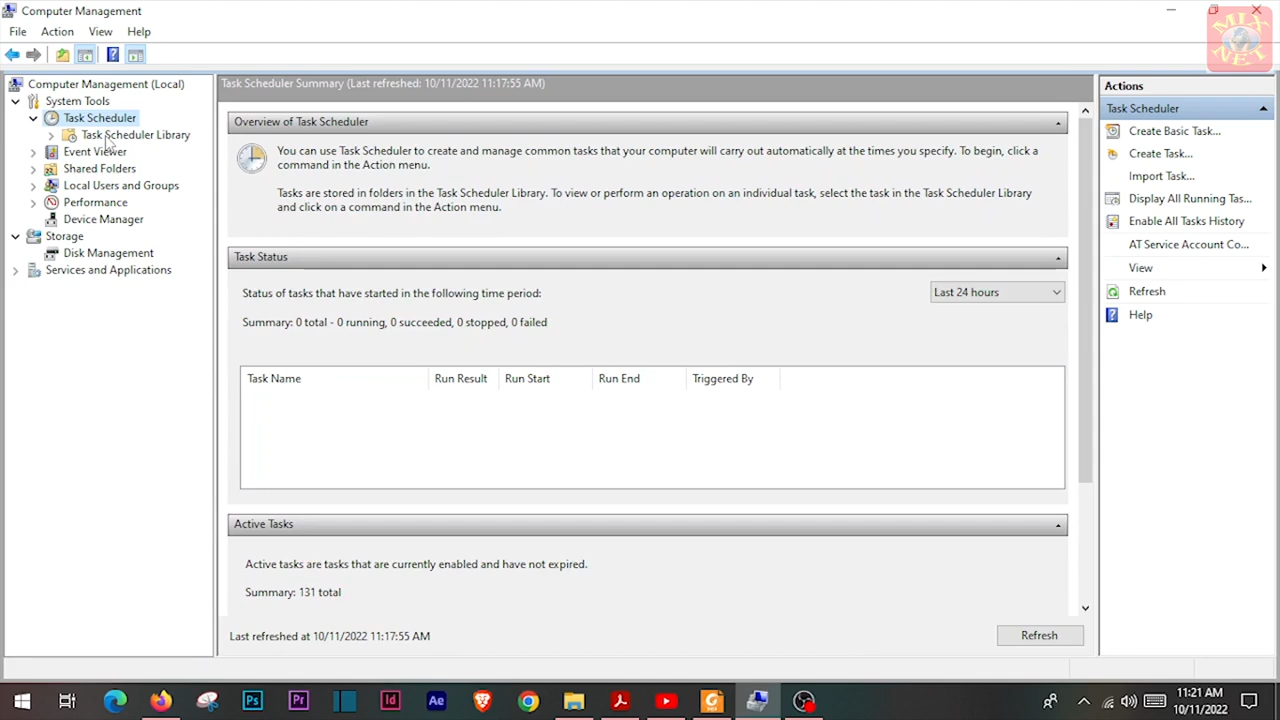 Computer Management
File Action View Help
MIX
NET
Computer Management (Local)
System Tools
Task Scheduler
Task Scheduler Library
Event Viewer
Shared Folders
Local Users and Groups
Performance
Device Manager
Storage
Disk Management
Services and Applications
Task Scheduler Summary (Last refreshed: 10/11/2022 11:17:55 AM)
Overview of Task Scheduler
You can use Task Scheduler to create and manage common tasks that your computer will carry out automatically at the times you specify. To begin, click a
command in the Action menu.
Tasks are stored in folders in the Task Scheduler Library. To view or perform an operation on an individual task, select the task in the Task Scheduler Library
and click on a command in the Action menu.
Task Status
Status of tasks that have started in the following time period:
Last 24 hours
Summary: 0 total - 0 running, 0 succeeded, 0 stopped, 0 failed
Task Name Run Result Run Start Run End Triggered By
Active Tasks
Active tasks are tasks that are currently enabled and have not expired.
Summary: 131 total
Last refreshed at 10/11/2022 11:17:55 AM
Refresh
Actions
Task Scheduler
Create Basic Task...
Create Task...
Import Task...
Display All Running Tas...
Enable All Tasks History
AT Service Account Co...
View
Refresh
Help
Ps Pr Id Ae
11:21 AM
10/11/2022